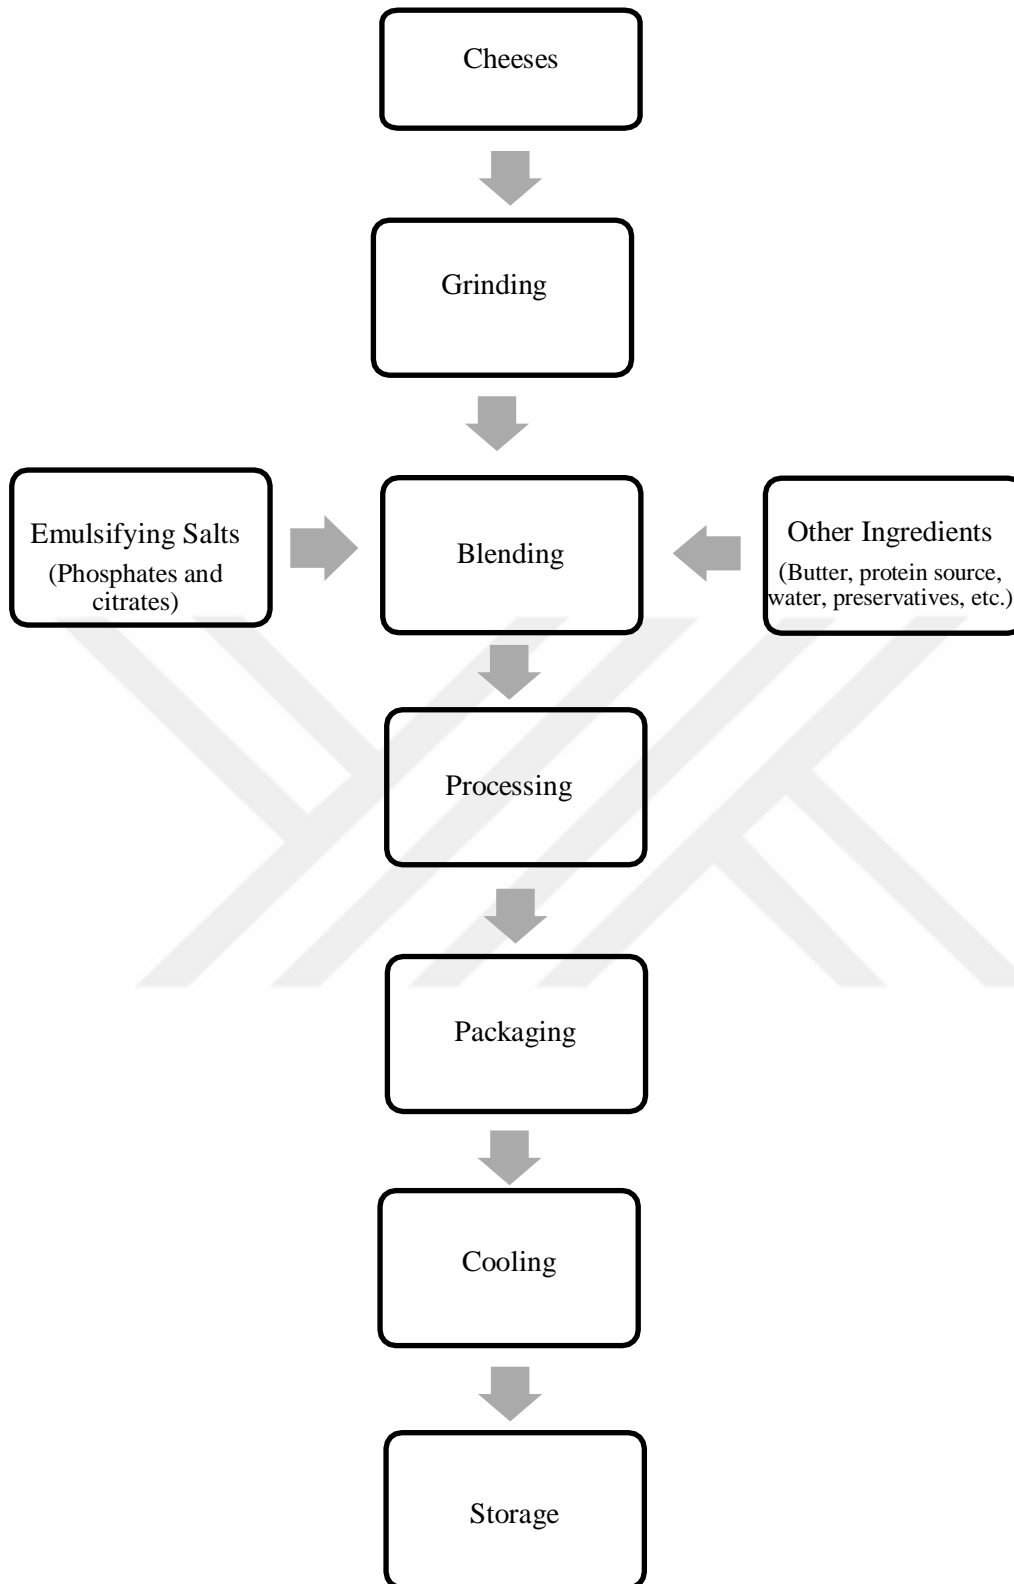 Cheeses
Grinding
Emulsifying Salts
(Phosphates and
citrates)
Blending
Other Ingredients
(Butter, protein source,
water, preservatives, etc.)
Processing
Packaging
Cooling
Storage